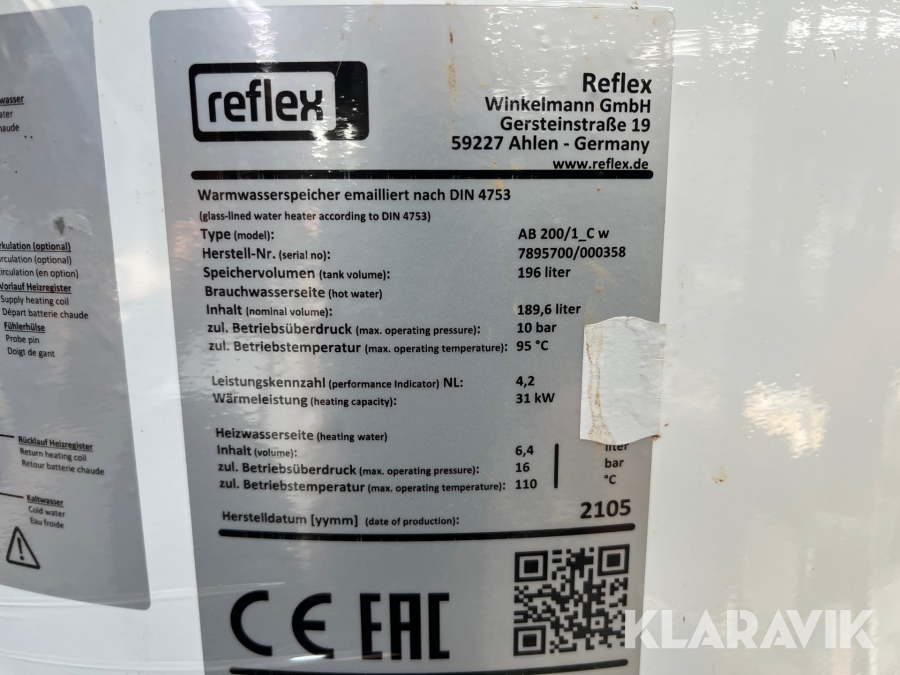 wasser
ater
haude
rkulation (optional)
irculation (optional)
irculation (en option)
Vorlauf Heizregister
Supply heating coil
Départ batterie chaude
Fühlerhülse
Probe pin
Doigt de gant
Rücklauf Heizregister
Return heating coil
Retour batterie chaude
Kaltwasser
Cold water
Eau froide
reflex
Reflex
Winkelmann GmbH
Gersteinstraße 19
59227 Ahlen - Germany
www.reflex.de
Warmwasserspeicher emailliert nach DIN 4753
(glass-lined water heater according to DIN 4753)
Type (model): AB 200/1_C w
Herstell-Nr. (serial no): 7895700/000358
Speichervolumen (tank volume): 196 liter
Brauchwasserseite (hot water)
Inhalt (nominal volume): 189,6 liter
zul. Betriebsüberdruck (max. operating pressure): 10 bar
zul. Betriebstemperatur (max. operating temperature): 95 °C
Leistungskennzahl (performance Indicator) NL: 4,2
Wärmeleistung (heating capacity): 31 kW
Heizwasserseite (heating water)
Inhalt (volume): 6,4 liter
zul. Betriebsüberdruck (max. operating pressure): 16 bar
zul. Betriebstemperatur (max. operating temperature): 110 °C
Herstelldatum [yymm] (date of production): 2105
CE EAC
KLARAVIK